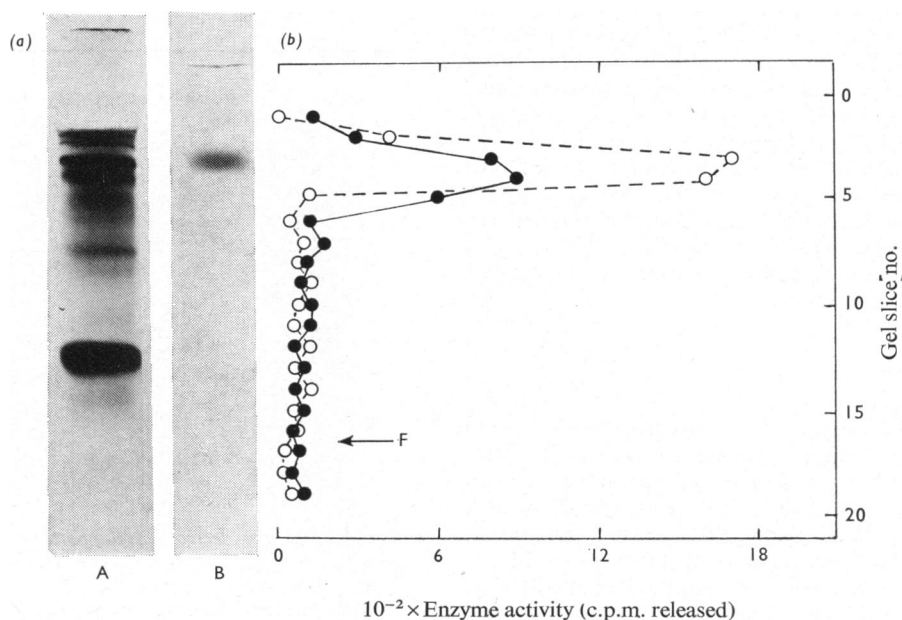 (a)
(b)
0
5
10
15
20
Gel slice no.
F
A
B
0
6
12
18
10⁻² × Enzyme activity (c.p.m. released)